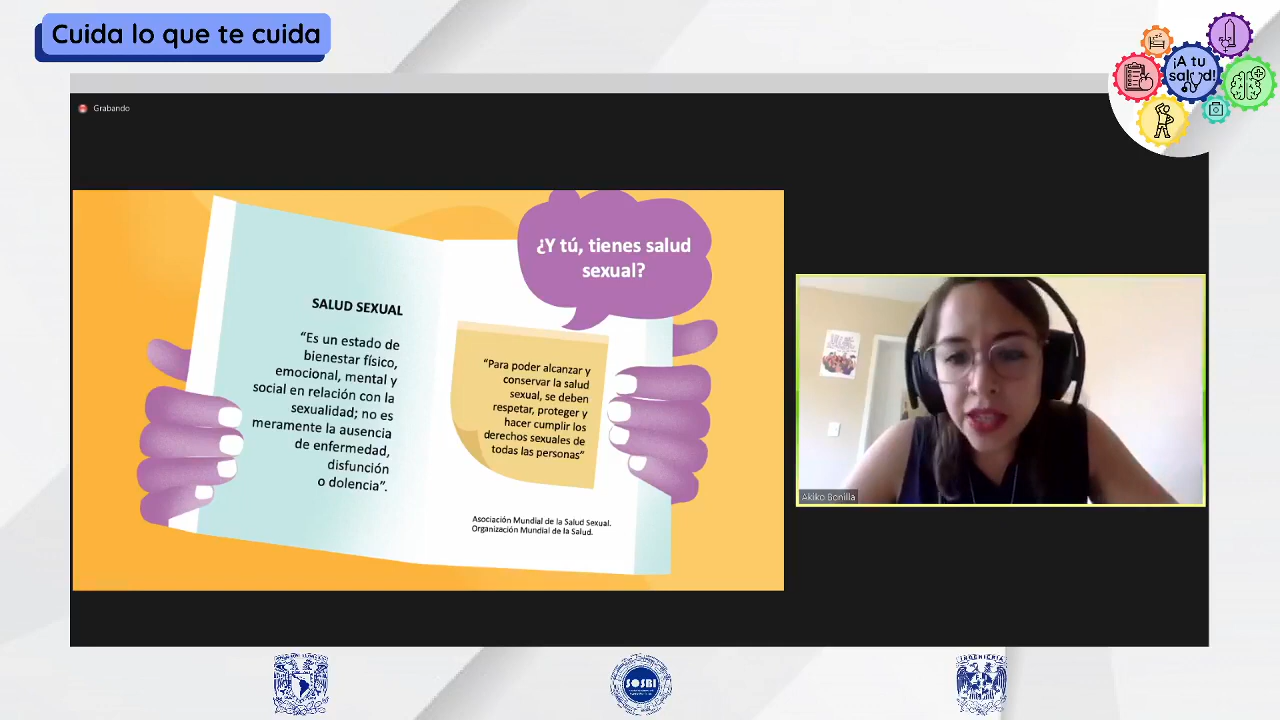 Cuida lo que te cuida
¡A tu
salud!
Grabando
¿Y tú, tienes salud
sexual?
SALUD SEXUAL
“Es un estado de
bienestar físico,
emocional, mental y
social en relación con la
sexualidad; no es
meramente la ausencia
de enfermedad,
disfunción
o dolencia”.
“Para poder alcanzar y
conservar la salud
sexual, se deben
respetar, proteger y
hacer cumplir los
derechos sexuales de
todas las personas”
Asociación Mundial de la Salud Sexual.
Organización Mundial de la Salud.
Akiko Bonilla
SOSBI
INGENIERIA